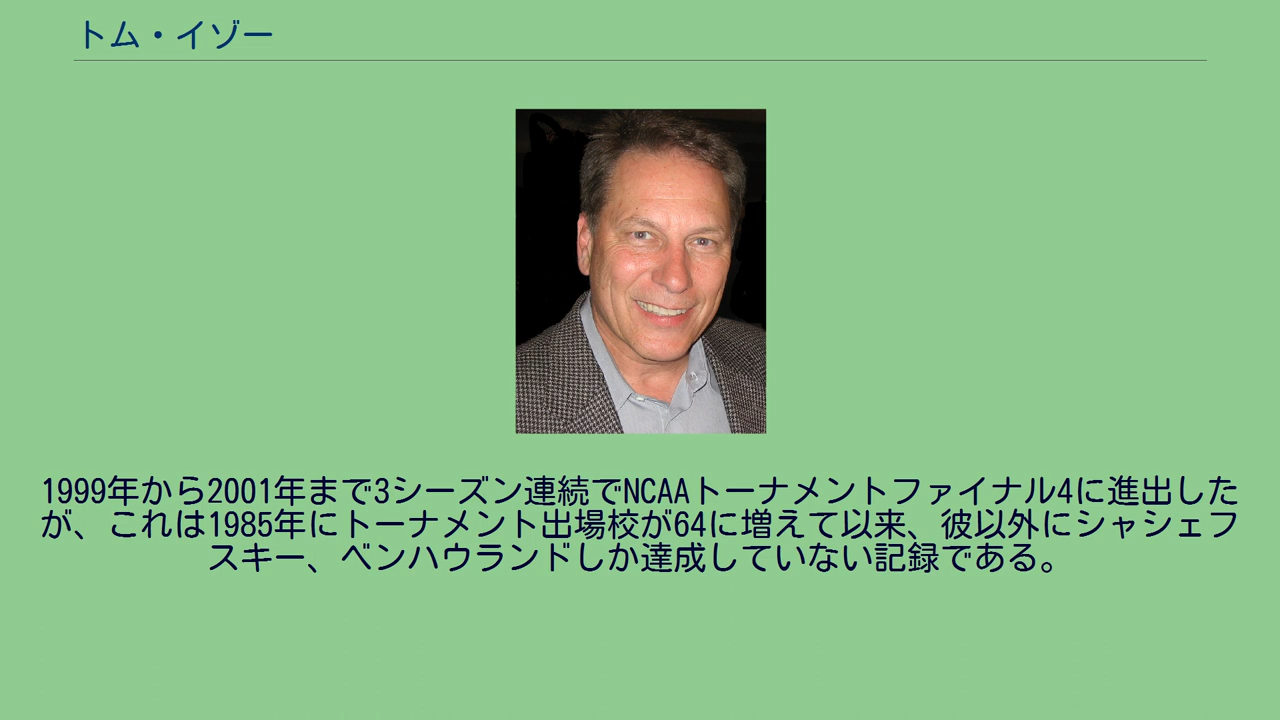 トム・イゾー
1999年から2001年まで3シーズン連続でNCAAトーナメントファイナル4に進出した
が、これは1985年にトーナメント出場校が64に増えて以来、彼以外にシャシェフ
スキー、ベンハウランドしか達成していない記録である。